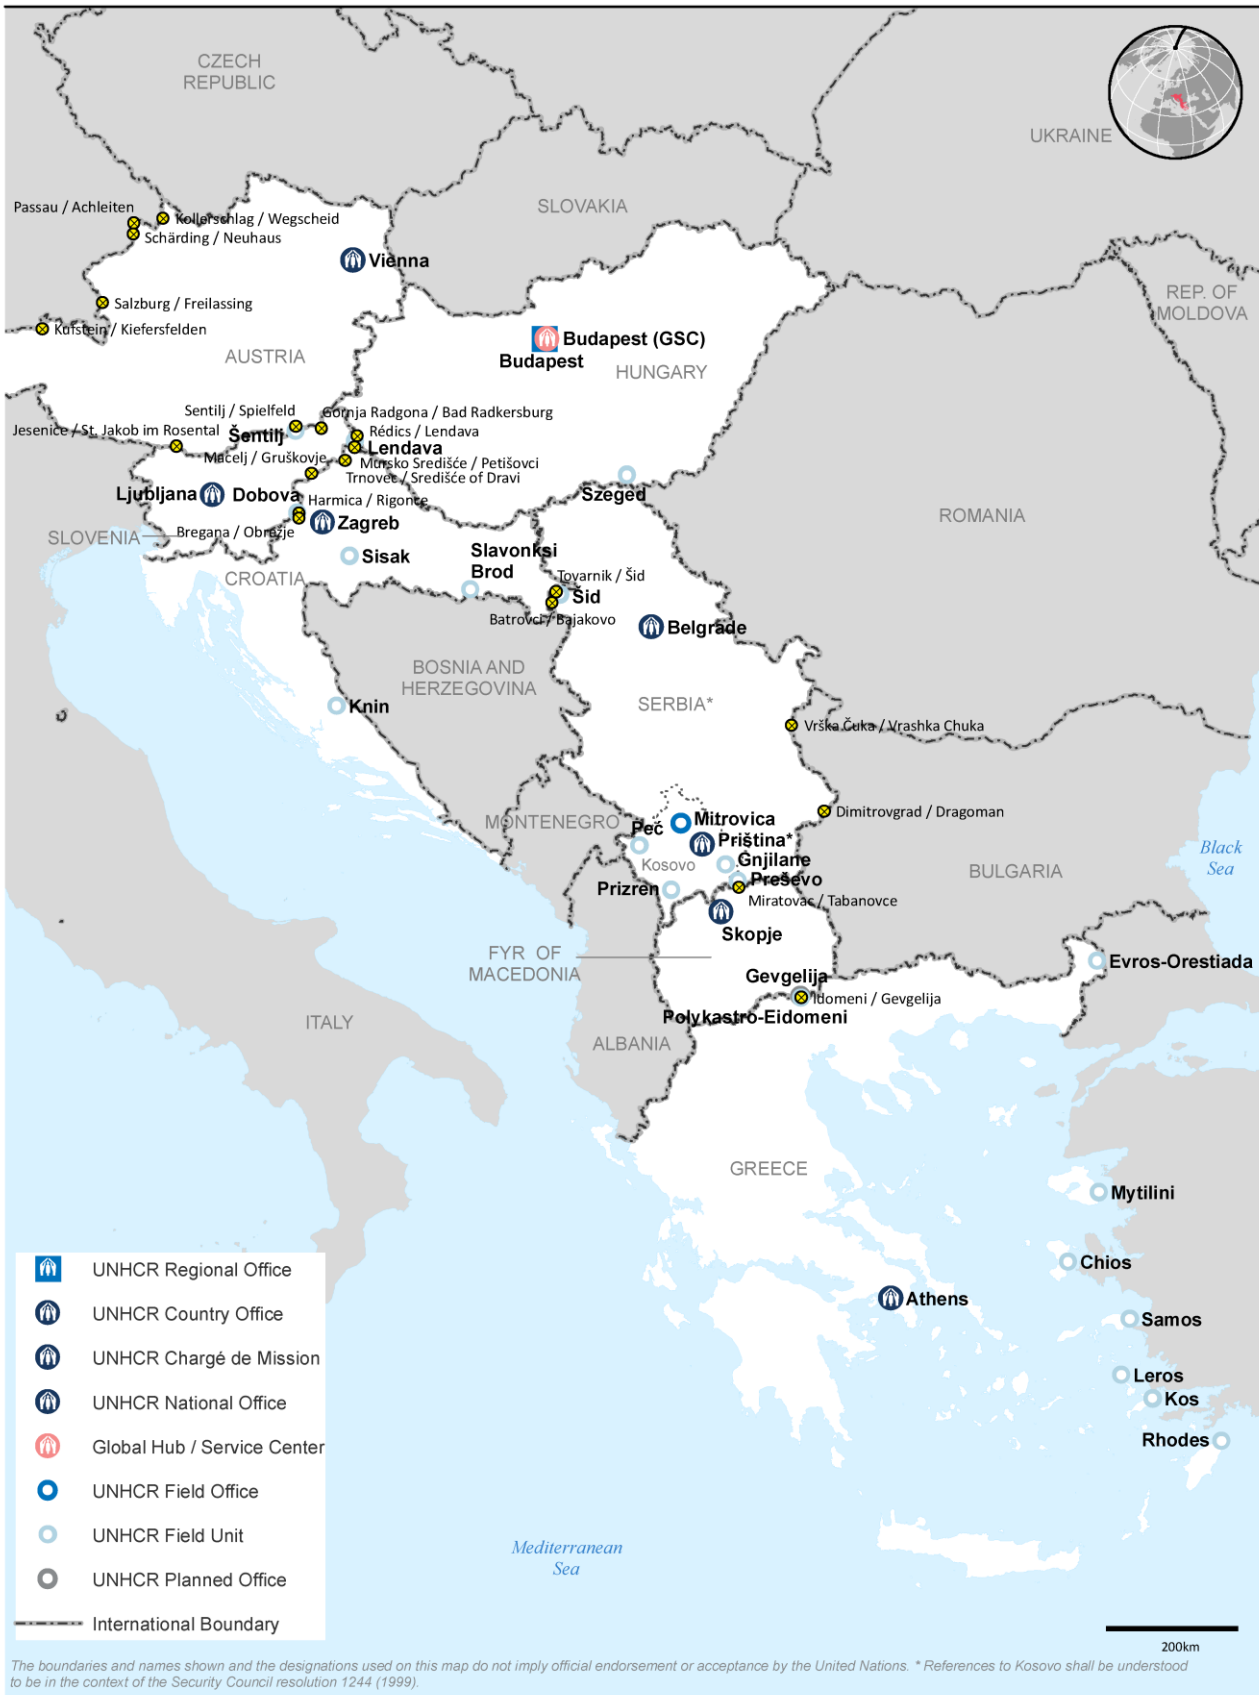 CZECH
REPUBLIC
UKRAINE
Passau / Achleiten
Kollerschlag / Wegscheid
SLOVAKIA
Schärding / Neuhaus
Vienna
REP. OF
MOLDOVA
Salzburg / Freilassing
Kufstein / Kiefersfelden
Budapest (GSC)
Budapest
AUSTRIA
HUNGARY
Sentilj / Spielfeld
Gornja Radgona / Bad Radkersburg
Jesenice / St. Jakob im Rosental
Šentilj
Rédics / Lendava
Lendava
Macelj / Gruškovje
Mursko Središće / Petišovci
Trnovec / Središće of Dravi
Ljubljana
Dobova
Harmica / Rigonce
Szeged
ROMANIA
SLOVENIA
Bregana / Obrežje
Zagreb
Sisak
Slavonksi
Brod
CROATIA
Tovarnik / Šid
Šid
Batrovci / Bajakovo
Belgrade
BOSNIA AND
HERZEGOVINA
SERBIA*
Knin
Vrška Čuka / Vrashka Chuka
MONTENEGRO
Mitrovica
Dimitrovgrad / Dragoman
Peć
Priština*
Kosovo
Gnjilane
Black
Sea
BULGARIA
Prizren
Preševo
Miratovac / Tabanovce
Skopje
FYR OF
MACEDONIA
Evros-Orestiada
Gevgelija
Idomeni / Gevgelija
Polykastro-Eidomeni
ITALY
ALBANIA
GREECE
Mytilini
Chios
Athens
Samos
Leros
Kos
Rhodes
UNHCR Regional Office
UNHCR Country Office
UNHCR Chargé de Mission
UNHCR National Office
Global Hub / Service Center
UNHCR Field Office
UNHCR Field Unit
UNHCR Planned Office
International Boundary
Mediterranean
Sea
200km
The boundaries and names shown and the designations used on this map do not imply official endorsement or acceptance by the United Nations. * References to Kosovo shall be understood
to be in the context of the Security Council resolution 1244 (1999).